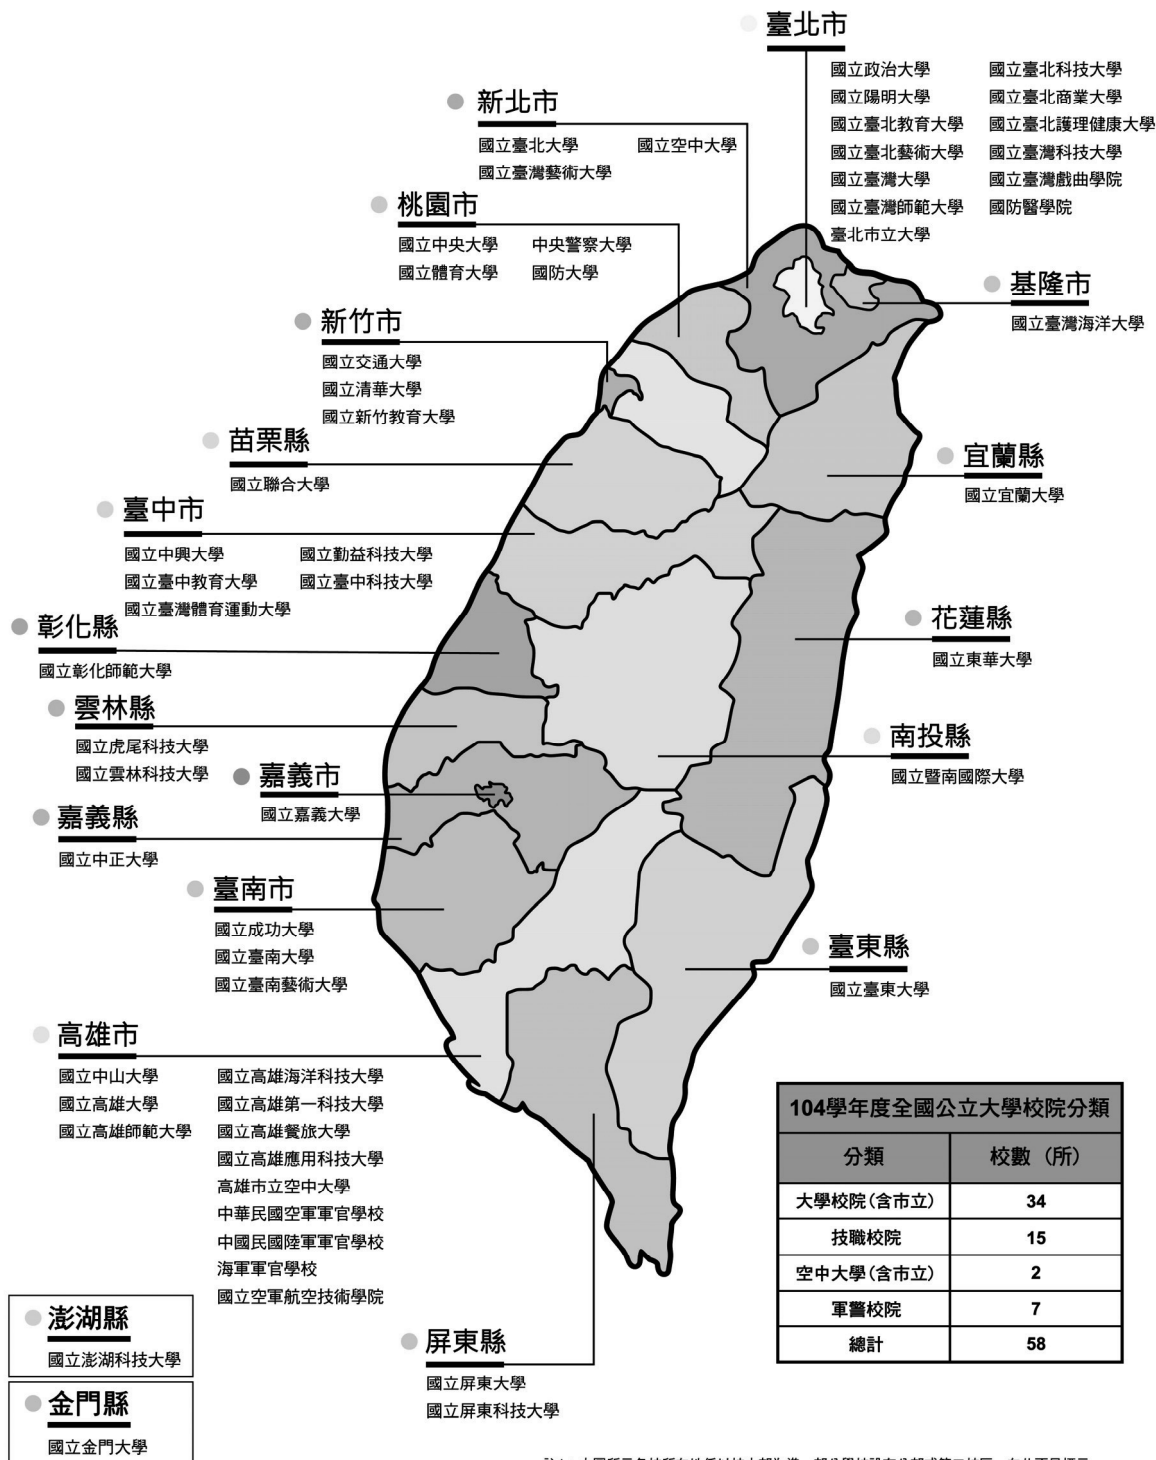 臺北市
國立政治大學 國立臺北科技大學
國立陽明大學 國立臺北商業大學
國立臺北教育大學 國立臺北護理健康大學
國立臺北藝術大學 國立臺灣科技大學
國立臺灣大學 國立臺灣戲曲學院
國立臺灣師範大學 國防醫學院
臺北市立大學
新北市
國立臺北大學 國立空中大學
國立臺灣藝術大學
桃園市
國立中央大學 中央警察大學
國立體育大學 國防大學
基隆市
國立臺灣海洋大學
新竹市
國立交通大學
國立清華大學
國立新竹教育大學
苗栗縣
國立聯合大學
宜蘭縣
國立宜蘭大學
臺中市
國立中興大學 國立勤益科技大學
國立臺中教育大學 國立臺中科技大學
國立臺灣體育運動大學
彰化縣
國立彰化師範大學
花蓮縣
國立東華大學
雲林縣
國立虎尾科技大學
國立雲林科技大學
南投縣
國立暨南國際大學
嘉義市
國立嘉義大學
嘉義縣
國立中正大學
臺南市
國立成功大學
國立臺南大學
國立臺南藝術大學
臺東縣
國立臺東大學
高雄市
國立中山大學 國立高雄海洋科技大學
國立高雄大學 國立高雄第一科技大學
國立高雄師範大學 國立高雄餐旅大學
國立高雄應用科技大學
高雄市立空中大學
中華民國空軍軍官學校
中國民國陸軍軍官學校
海軍軍官學校
國立空軍航空技術學院
104學年度全國公立大學校院分類
分類 校數（所）
大學校院(含市立) 34
技職校院 15
空中大學(含市立) 2
軍警校院 7
總計 58
澎湖縣
國立澎湖科技大學
屏東縣
國立屏東大學
國立屏東科技大學
金門縣
國立金門大學